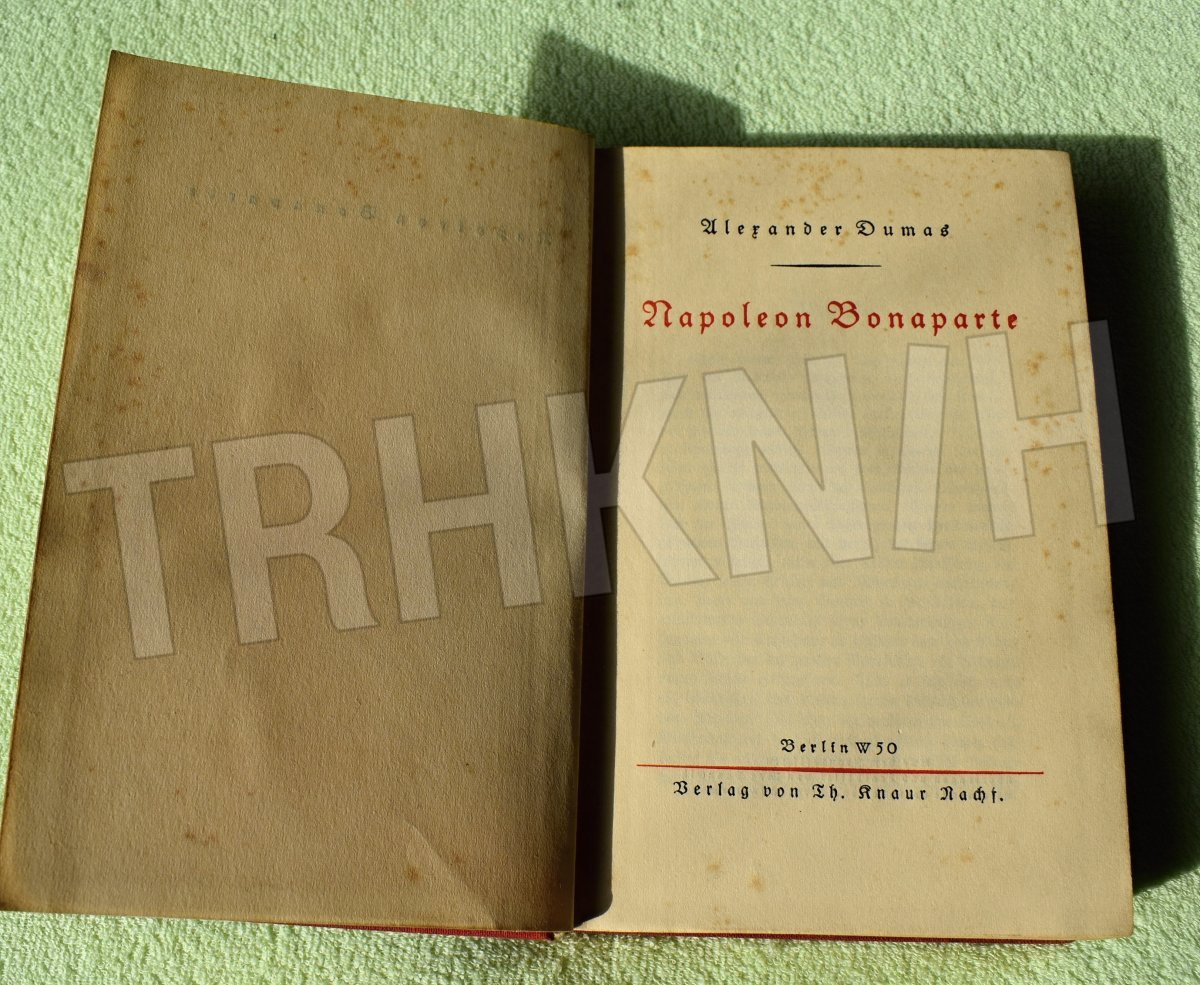 Alexander Dumas
Napoleon Bonaparte
TRHKNIH
Berlin W 50
Verlag von Th. Knaur Nachf.